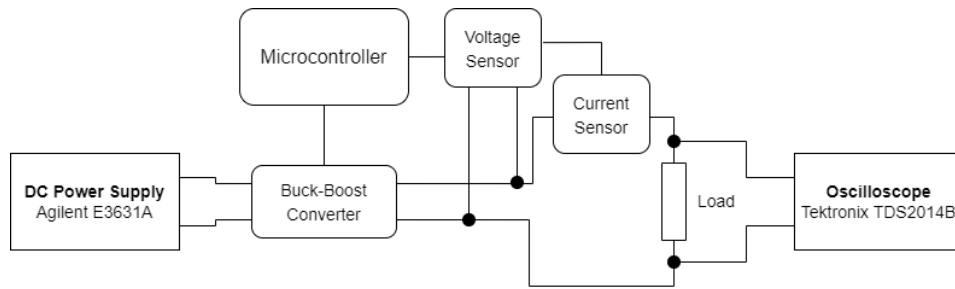 Microcontroller
Voltage
Sensor
Current
Sensor
DC Power Supply
Agilent E3631A
Buck-Boost
Converter
Load
Oscilloscope
Tektronix TDS2014B